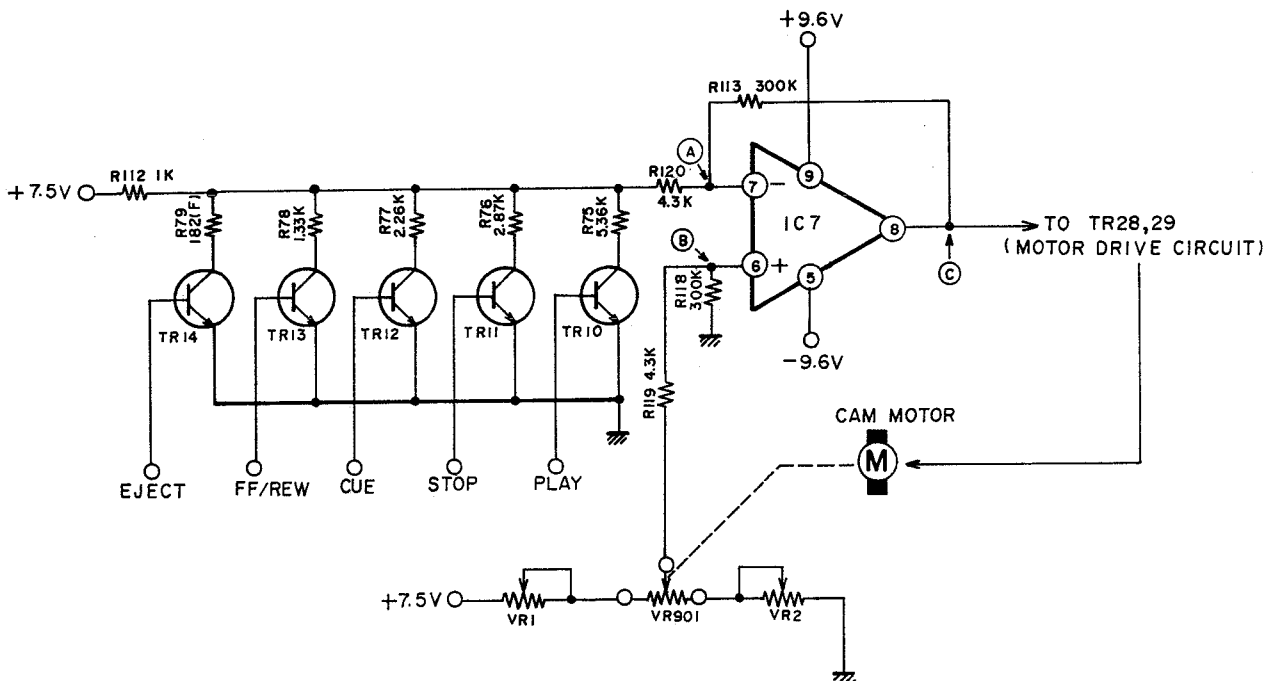 +9.6V
R113 300K
A
+7.5V
R112 1K
R120
4.3K
R79
182(F)
R78
1.33K
R77
2.26K
R76
2.87K
R75
5.36K
7
−
9
IC7
8
TO TR28,29
(MOTOR DRIVE CIRCUIT)
B
6
+
5
C
R118
300K
TR14
TR13
TR12
TR11
TR10
−9.6V
R119 4.3K
CAM MOTOR
M
EJECT
FF/REW
CUE
STOP
PLAY
+7.5V
VR1
VR901
VR2